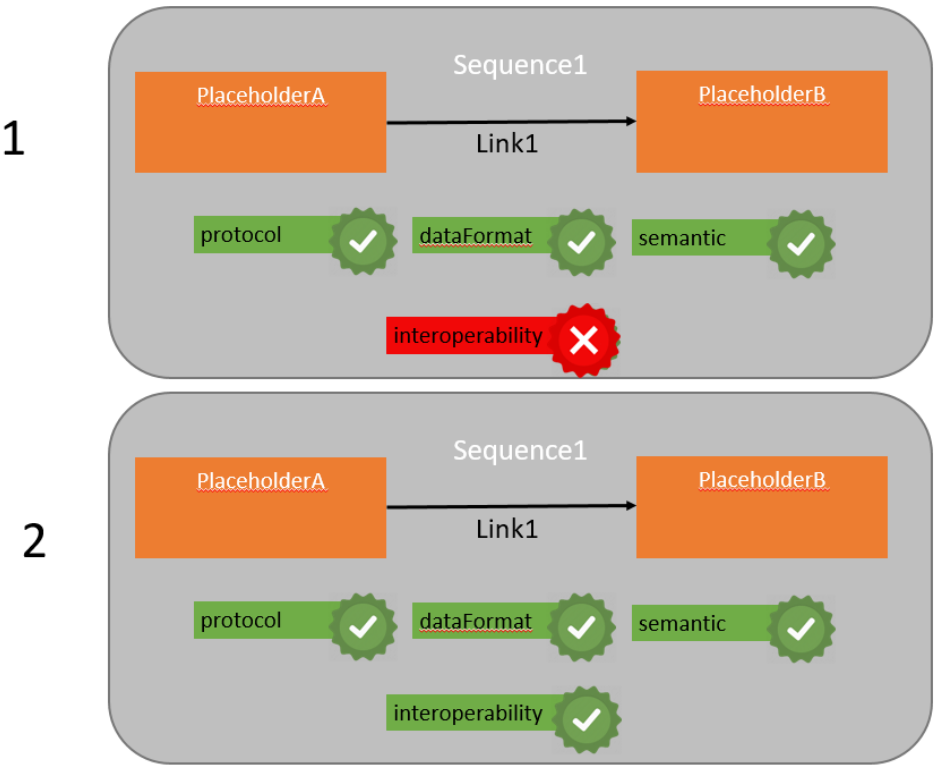 1
Sequence1
PlaceholderA
PlaceholderB
Link1
protocol
dataFormat
semantic
interoperability
2
Sequence1
PlaceholderA
PlaceholderB
Link1
protocol
dataFormat
semantic
interoperability